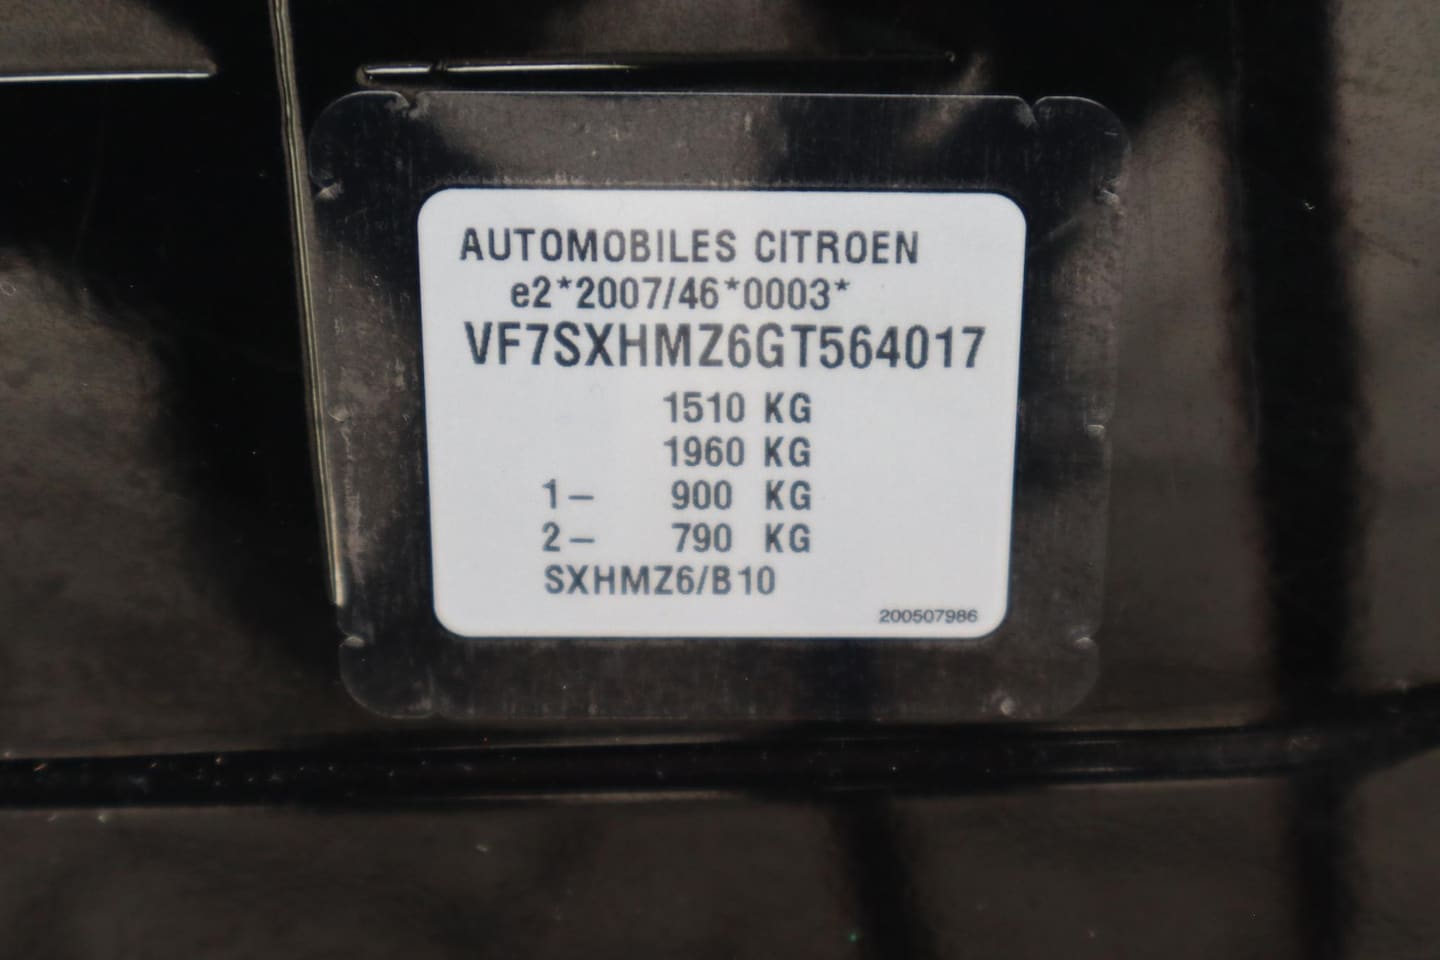 AUTOMOBILES CITROEN
e2*2007/46*0003*
VF7SXHMZ6GT564017
1510 KG
1960 KG
1– 900 KG
2– 790 KG
SXHMZ6/B10
200507986